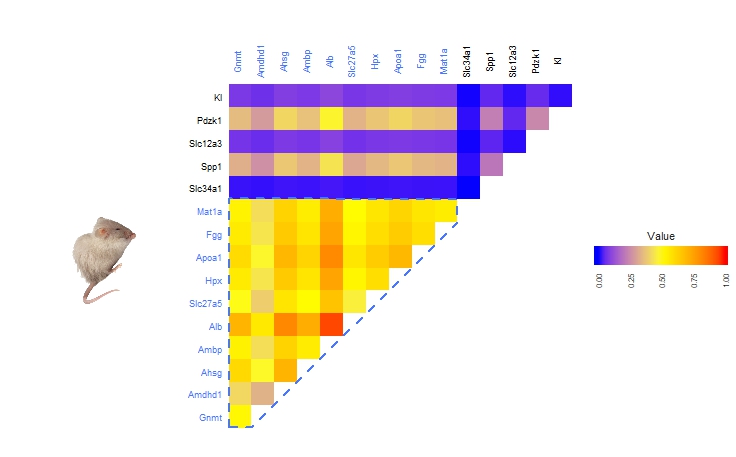 Gnmt Amdhd1 Ahsg Ambp Alb Slc27a5 Hpx Apoa1 Fgg Mat1a Slc34a1 Spp1 Slc12a3 Pdzk1 Kl
Kl
Pdzk1
Slc12a3
Spp1
Slc34a1
Mat1a
Fgg
Apoa1
Hpx
Slc27a5
Alb
Ambp
Ahsg
Amdhd1
Gnmt
Value
0.00 0.25 0.50 0.75 1.00